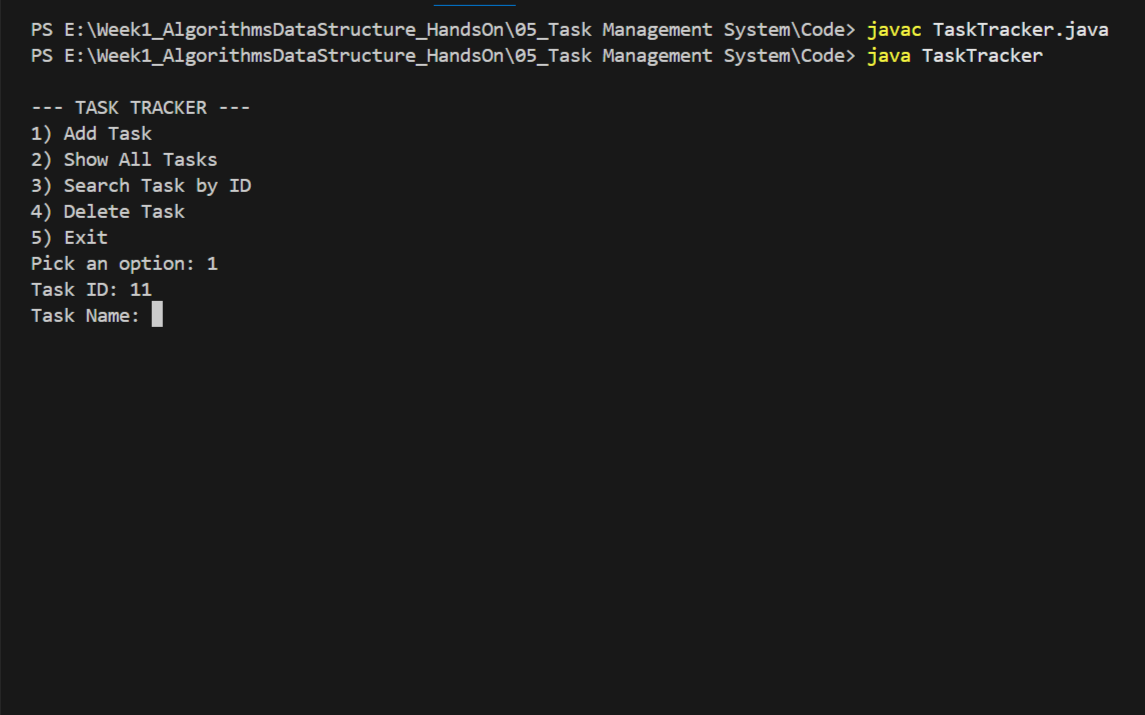 PS E:\Week1_AlgorithmsDataStructure_HandsOn\05_Task Management System\Code> javac TaskTracker.java
PS E:\Week1_AlgorithmsDataStructure_HandsOn\05_Task Management System\Code> java TaskTracker
--- TASK TRACKER ---
1) Add Task
2) Show All Tasks
3) Search Task by ID
4) Delete Task
5) Exit
Pick an option: 1
Task ID: 11
Task Name: